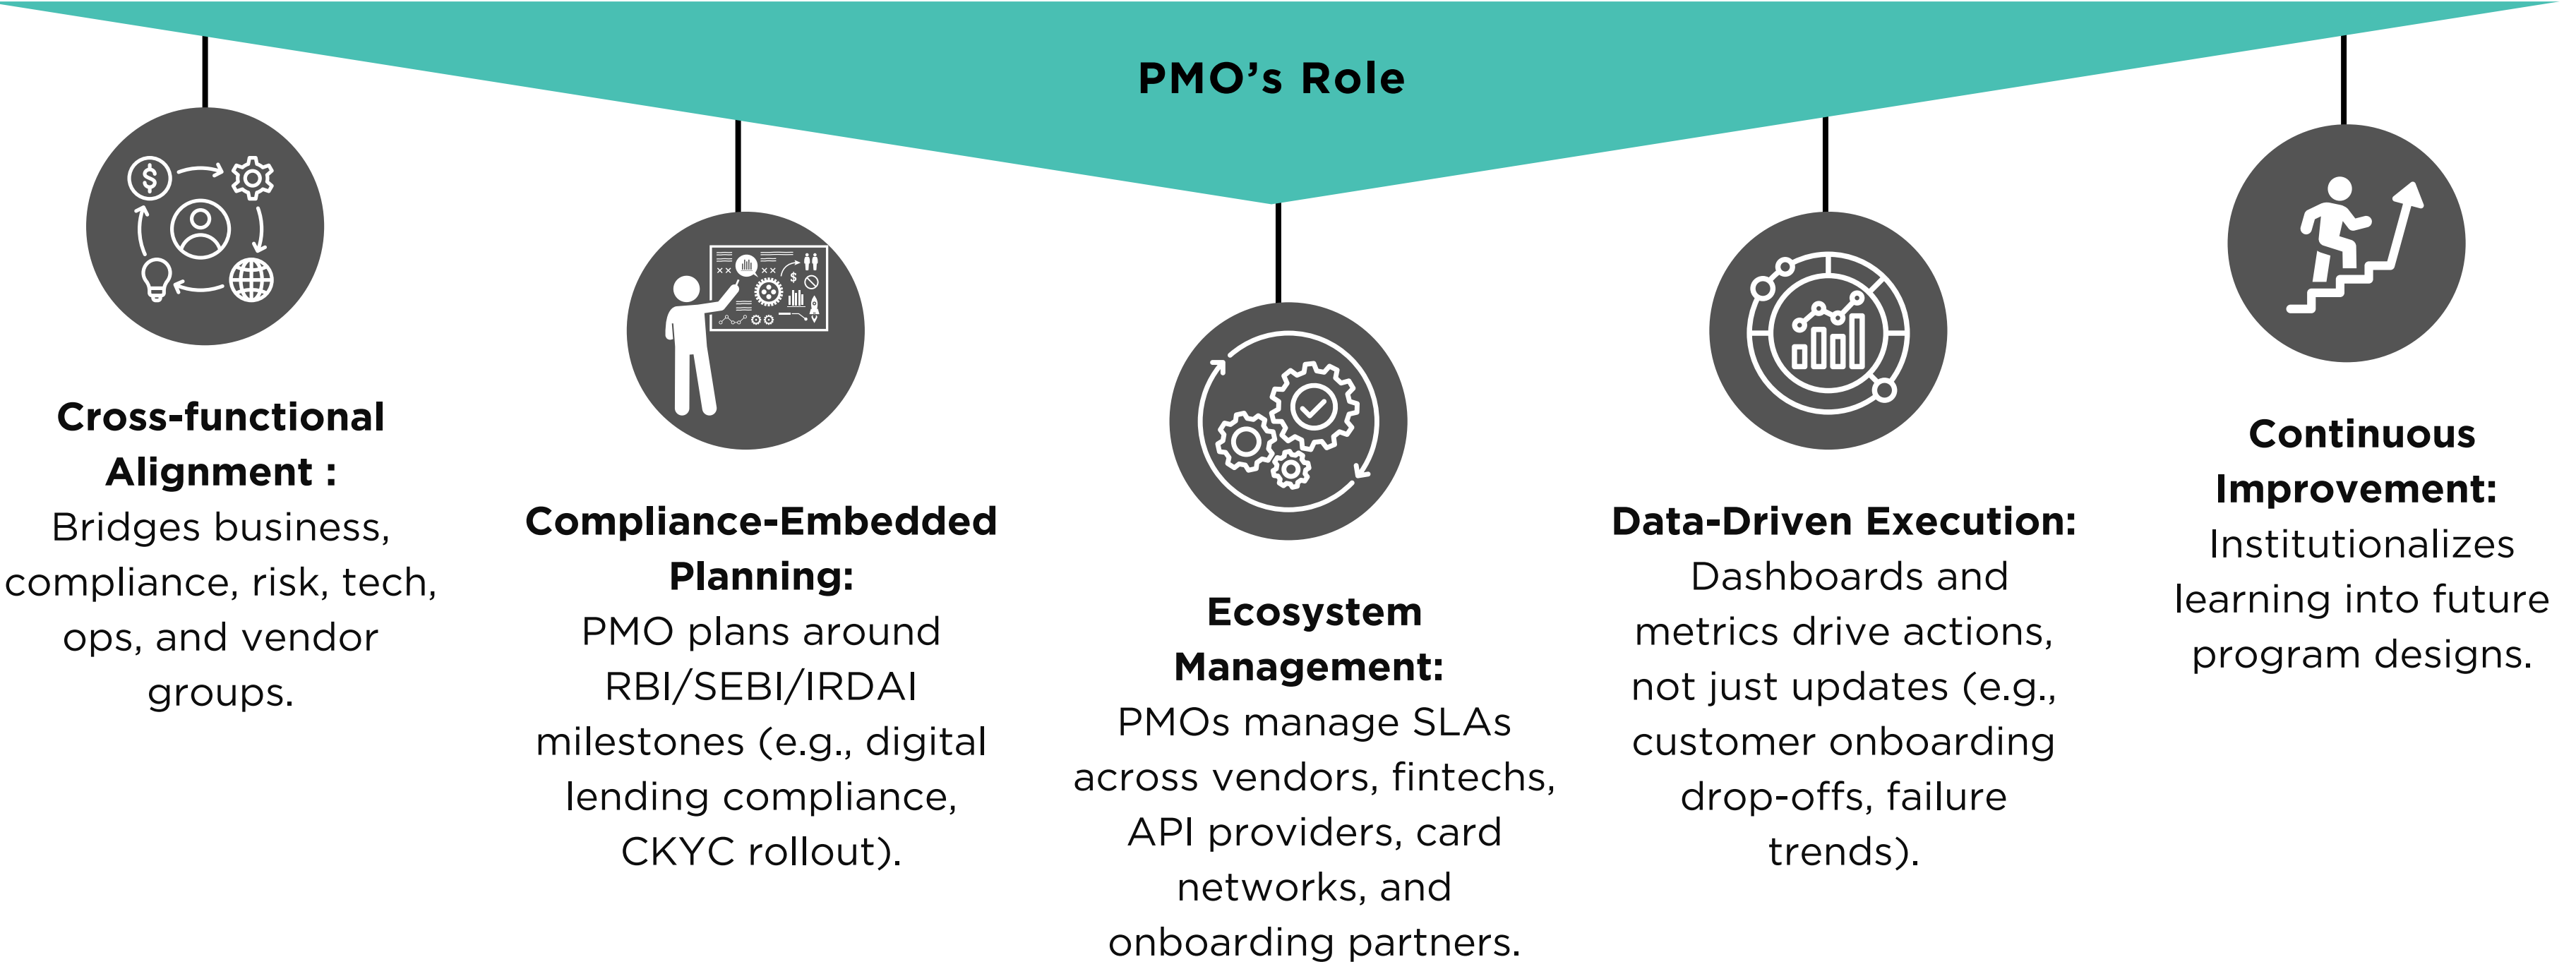 PMO’s Role
Cross-functional
Alignment :
Bridges business,
compliance, risk, tech,
ops, and vendor
groups.
Compliance-Embedded
Planning:
PMO plans around
RBI/SEBI/IRDAI
milestones (e.g., digital
lending compliance,
CKYC rollout).
Ecosystem
Management:
PMOs manage SLAs
across vendors, fintechs,
API providers, card
networks, and
onboarding partners.
Data-Driven Execution:
Dashboards and
metrics drive actions,
not just updates (e.g.,
customer onboarding
drop-offs, failure
trends).
Continuous
Improvement:
Institutionalizes
learning into future
program designs.